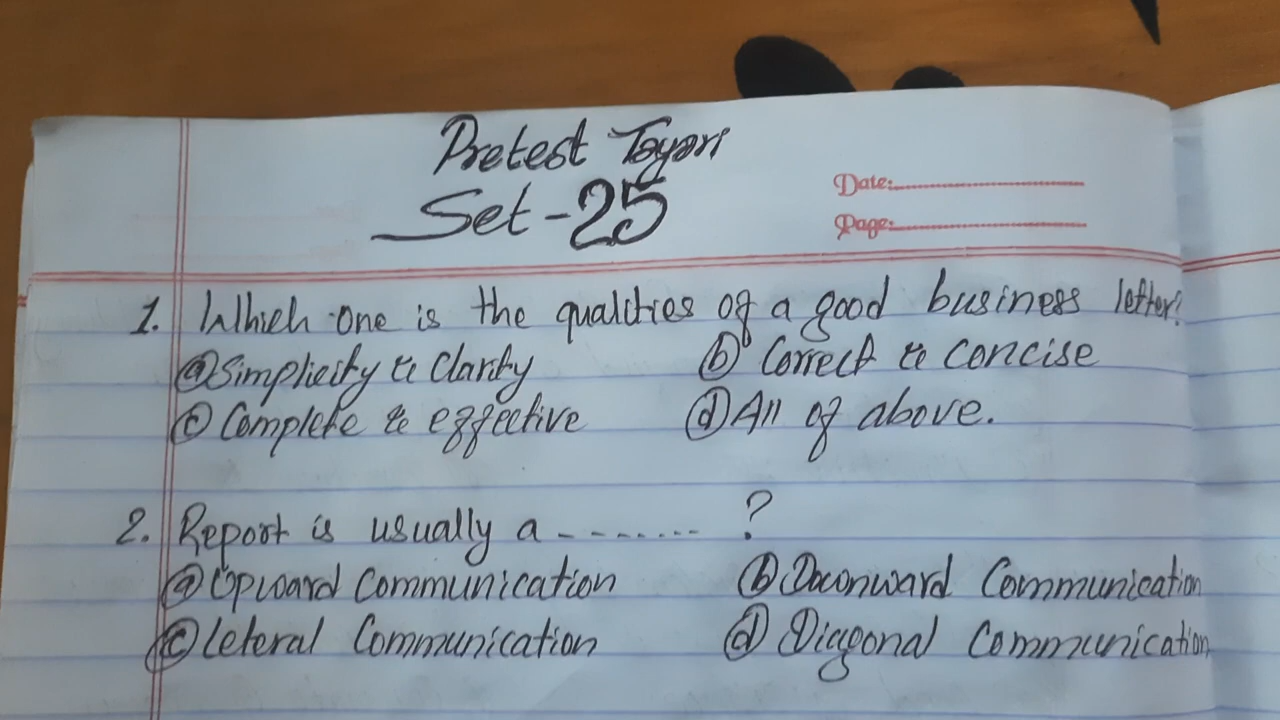 Pretest Tayari
Set-25
Date:
Page:
1. Which one is the qualities of a good business letter?
(a) Simplicity & Clarity (b) Correct & Concise
(c) Complete & effective (d) All of above.
2. Report is usually a -------- ?
(a) Upward Communication (b) Downward Communication
(c) Leteral Communication (d) Diagonal Communication